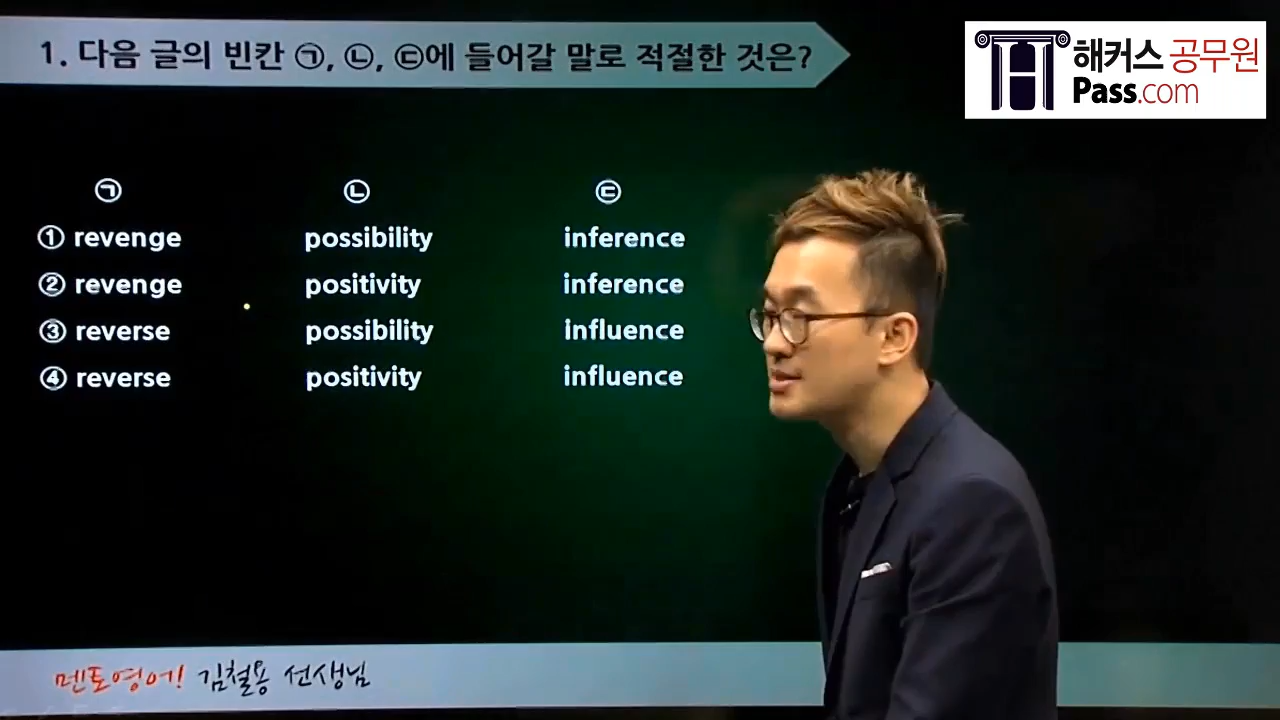 1. 다음 글의 빈칸 ㉠, ㉡, ㉢에 들어갈 말로 적절한 것은?
해커스 공무원
Pass.com
㉠ ㉡ ㉢
① revenge possibility inference
② revenge positivity inference
③ reverse possibility influence
④ reverse positivity influence
멘토영어! 김철용 선생님